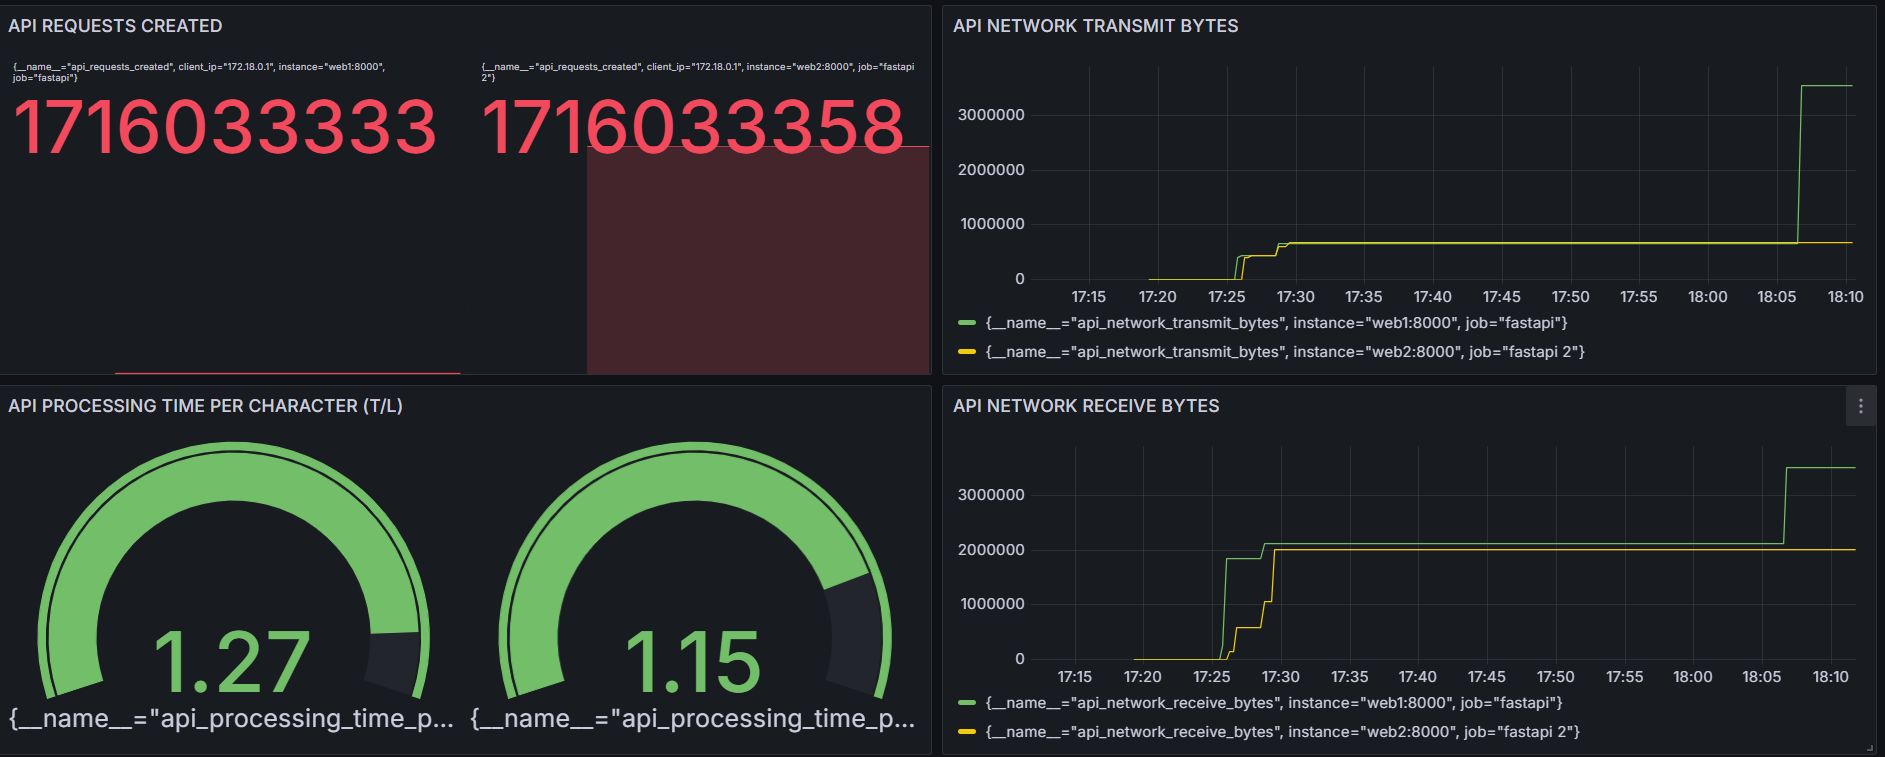 API REQUESTS CREATED
{__name__="api_requests_created", client_ip="172.18.0.1", instance="web1:8000",
job="fastapi"}
1716033333
{__name__="api_requests_created", client_ip="172.18.0.1", instance="web2:8000", job="fastapi
2"}
1716033358
API NETWORK TRANSMIT BYTES
3000000
2000000
1000000
0
17:15 17:20 17:25 17:30 17:35 17:40 17:45 17:50 17:55 18:00 18:05 18:10
{__name__="api_network_transmit_bytes", instance="web1:8000", job="fastapi"}
{__name__="api_network_transmit_bytes", instance="web2:8000", job="fastapi 2"}
API PROCESSING TIME PER CHARACTER (T/L)
1.27
{__name__="api_processing_time_p...
1.15
{__name__="api_processing_time_p...
API NETWORK RECEIVE BYTES
3000000
2000000
1000000
0
17:15 17:20 17:25 17:30 17:35 17:40 17:45 17:50 17:55 18:00 18:05 18:10
{__name__="api_network_receive_bytes", instance="web1:8000", job="fastapi"}
{__name__="api_network_receive_bytes", instance="web2:8000", job="fastapi 2"}